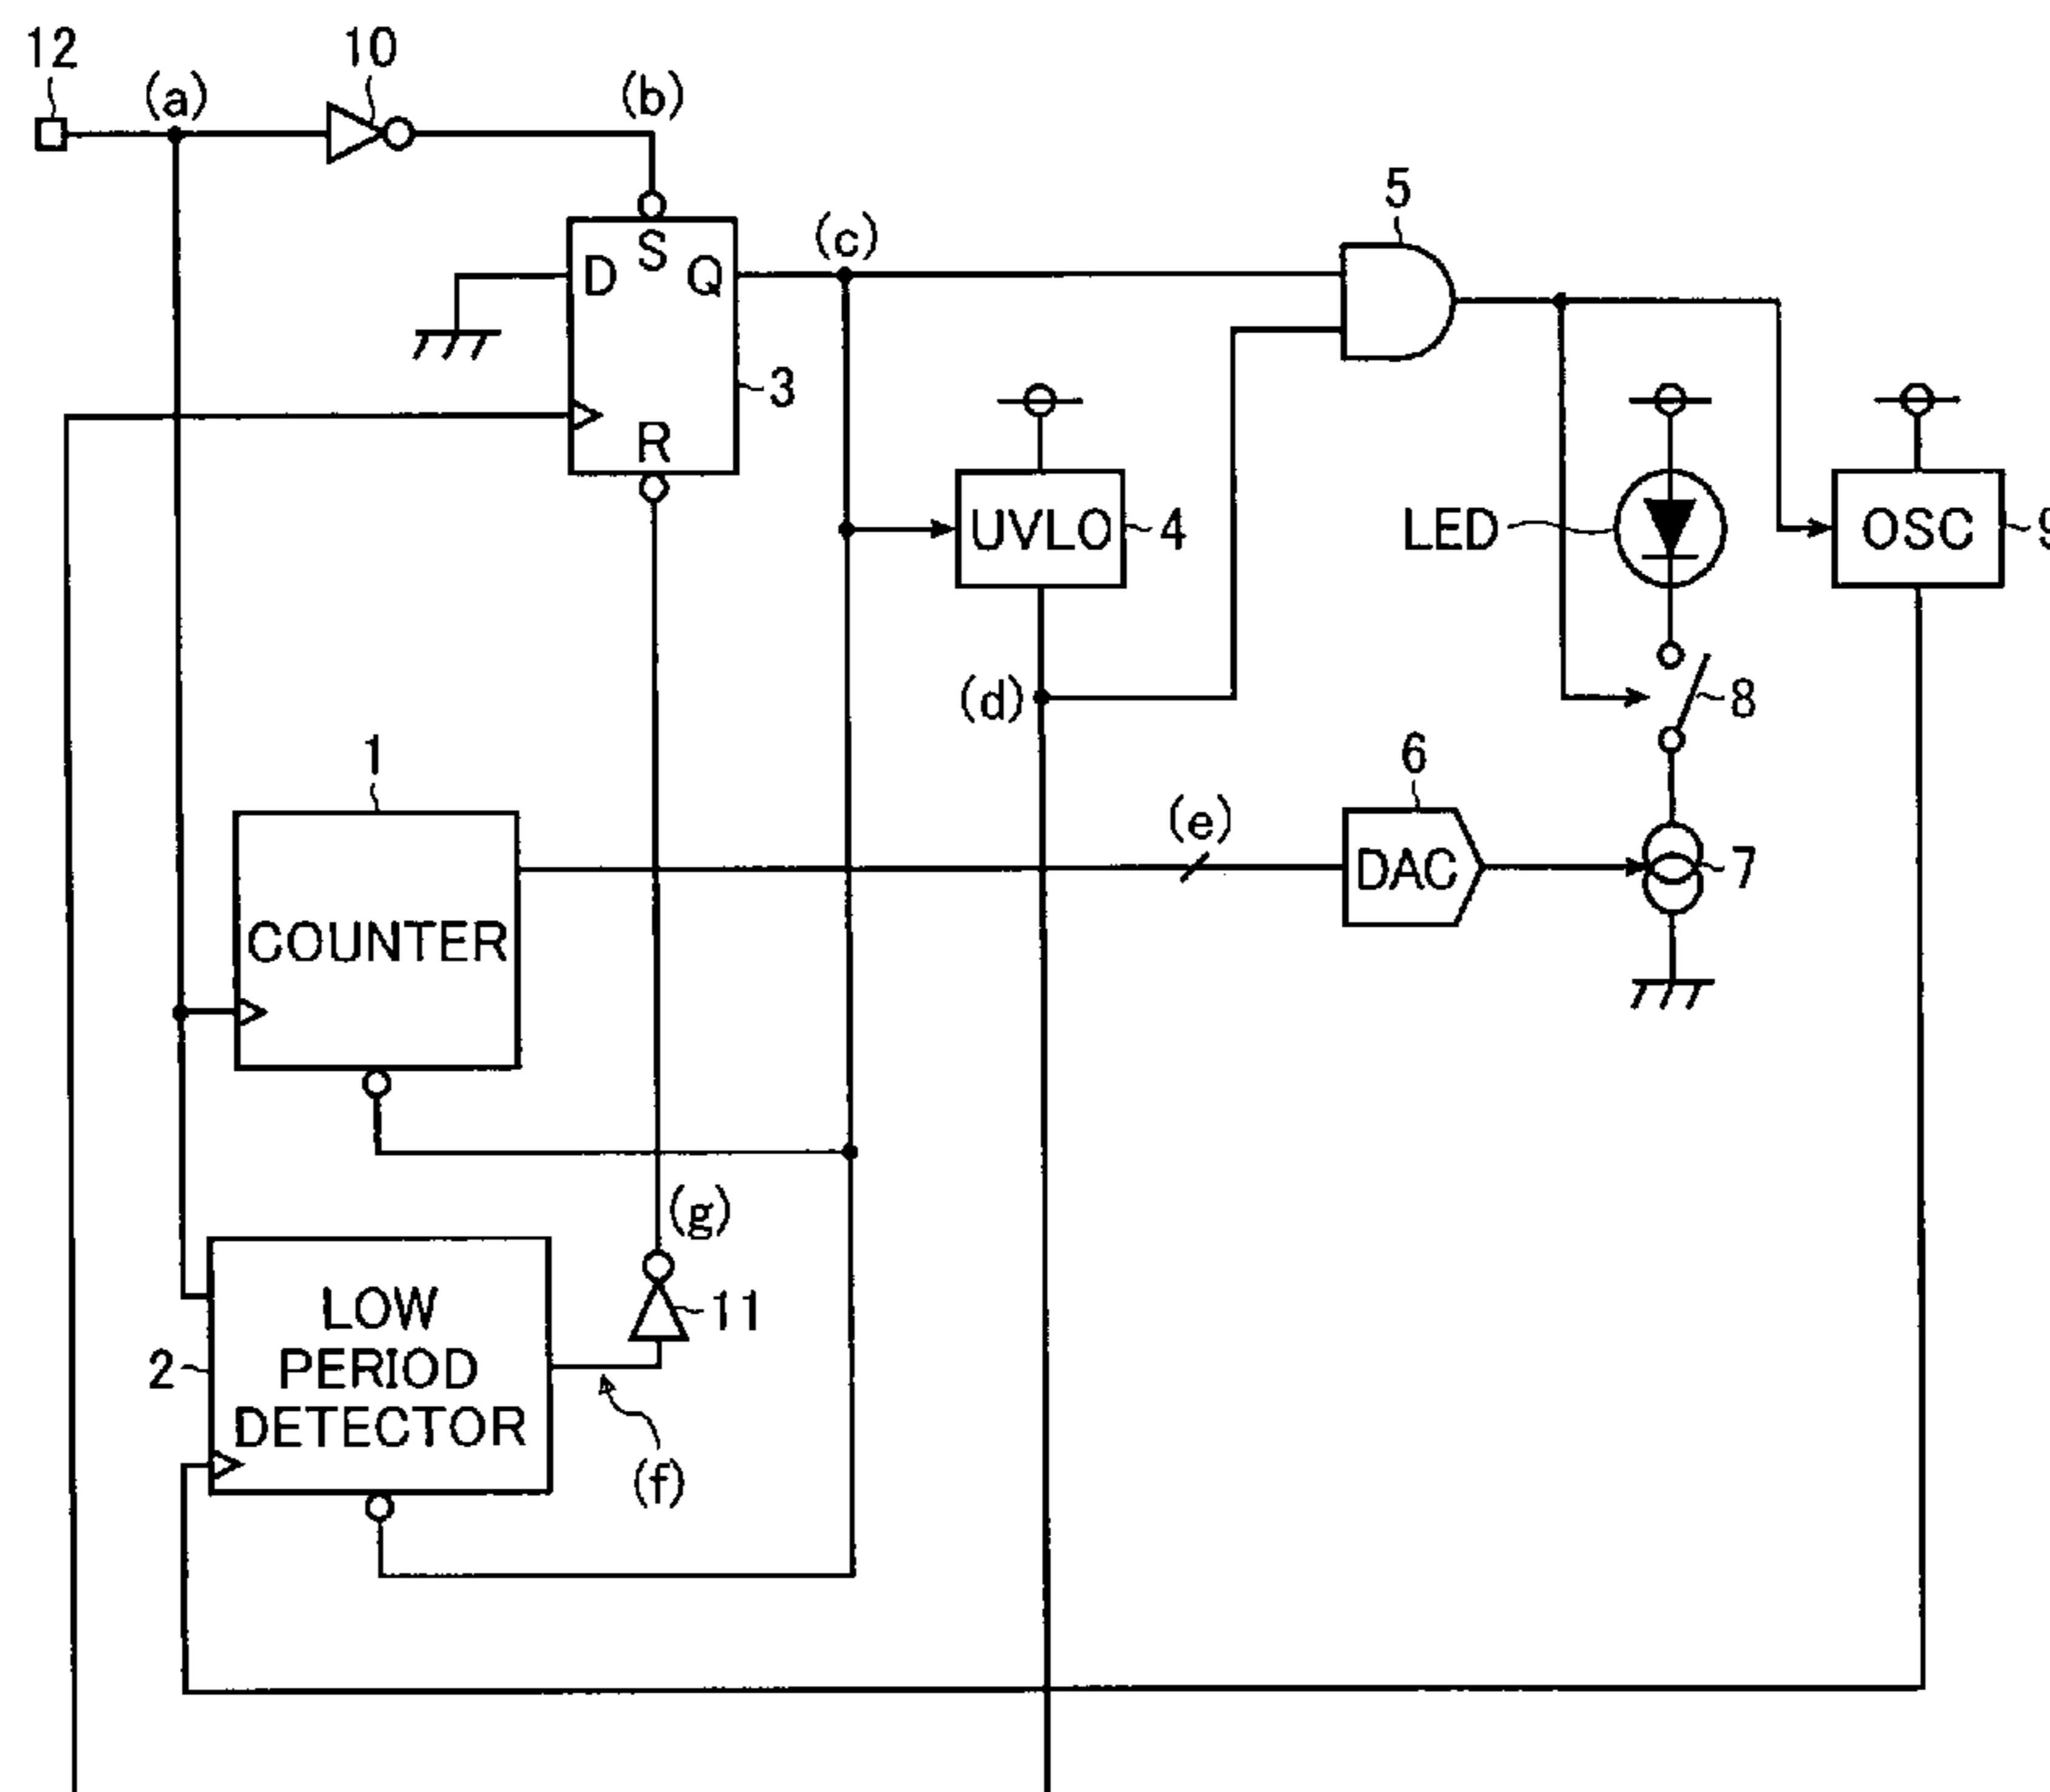 12
10
(a)
(b)
5
S
D
Q
(c)
3
R
UVLO
4
LED
OSC
9
(d)
8
1
6
(e)
DAC
7
COUNTER
(g)
LOW
PERIOD
DETECTOR
2
11
(f)